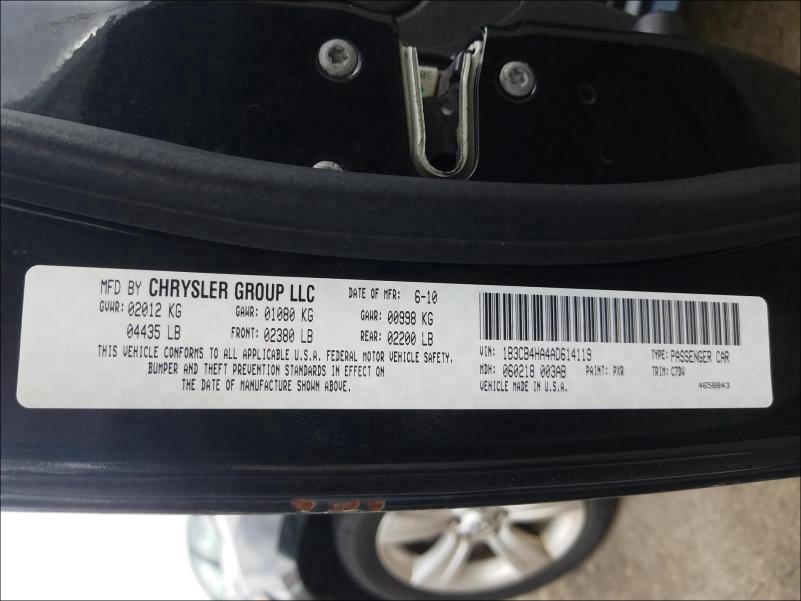 MFD BY CHRYSLER GROUP LLC DATE OF MFR: 6-10
GVWR: 02012 KG GAWR: 01080 KG GAWR: 00998 KG
04435 LB FRONT: 02380 LB REAR: 02200 LB
THIS VEHICLE CONFORMS TO ALL APPLICABLE U.S.A. FEDERAL MOTOR VEHICLE SAFETY,
BUMPER AND THEFT PREVENTION STANDARDS IN EFFECT ON
THE DATE OF MANUFACTURE SHOWN ABOVE.
VIN: 1B3CB4HA4AD614119 TYPE: PASSENGER CAR
MDH: 060218 003AB PAINT: PXR TRIM: C7DV
VEHICLE MADE IN U.S.A. 4658843